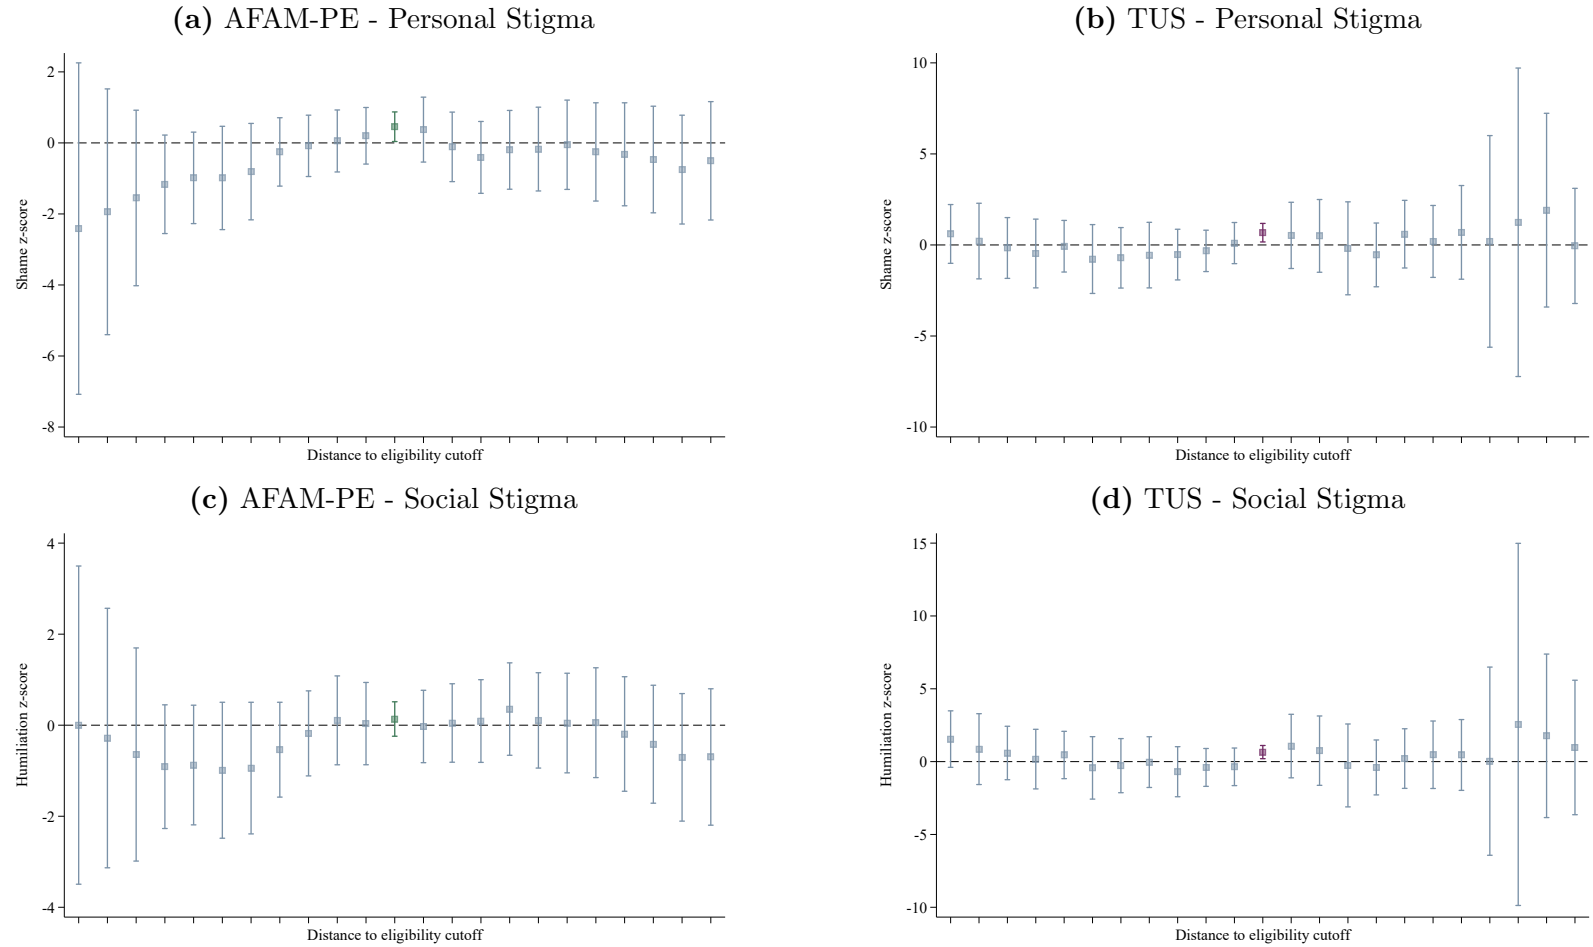 (a) AFAM-PE - Personal Stigma
2
0
-2
-4
-6
-8
Shame z-score
Distance to eligibility cutoff
(b) TUS - Personal Stigma
10
5
0
-5
-10
Shame z-score
Distance to eligibility cutoff
(c) AFAM-PE - Social Stigma
4
2
0
-2
-4
Humiliation z-score
Distance to eligibility cutoff
(d) TUS - Social Stigma
15
10
5
0
-5
-10
Humiliation z-score
Distance to eligibility cutoff